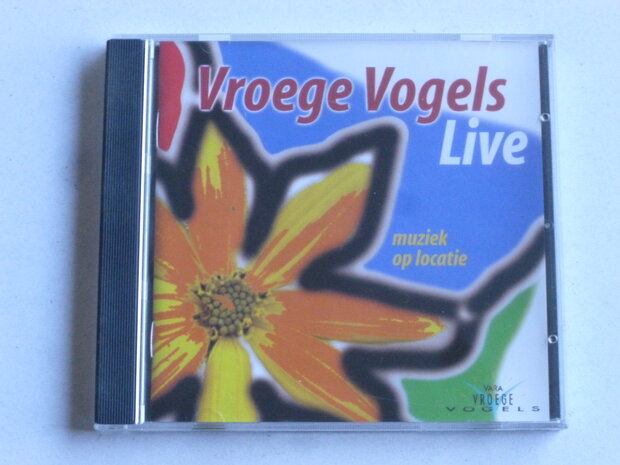 Vroege Vogels
Live
muziek
op locatie
VARA
VROEGE
VOGELS